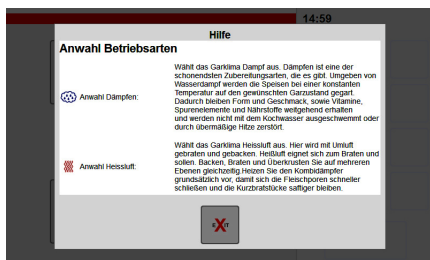 14:59
Hilfe
Anwahl Betriebsarten
Wählt das Garklima Dampf aus. Dämpfen ist eine der
schonendsten Zubereitungsarten, die es gibt. Umgeben von
Wasserdampf werden die Speisen bei einer konstanten
Temperatur auf den gewünschten Garzustand gegart.
Anwahl Dämpfen:
Dadurch bleiben Form und Geschmack, sowie Vitamine,
Spurenelemente und Nährstoffe weitgehend erhalten
und werden nicht mit dem Kochwasser ausgeschwemmt oder
durch übermäßige Hitze zerstört.
Wählt das Garklima Heissluft aus. Hier wird mit Umluft
gebraten und gebacken. Heißluft eignet sich zum Braten und
sollen. Backen, Braten und Überkrusten Sie auf mehreren
Anwahl Heissluft:
Ebenen gleichzeitig.Heizen Sie den Kombidämpfer
grundsätzlich vor, damit sich die Fleischporen schneller
schließen und die Kurzbratstücke saftiger bleiben.
EXIT